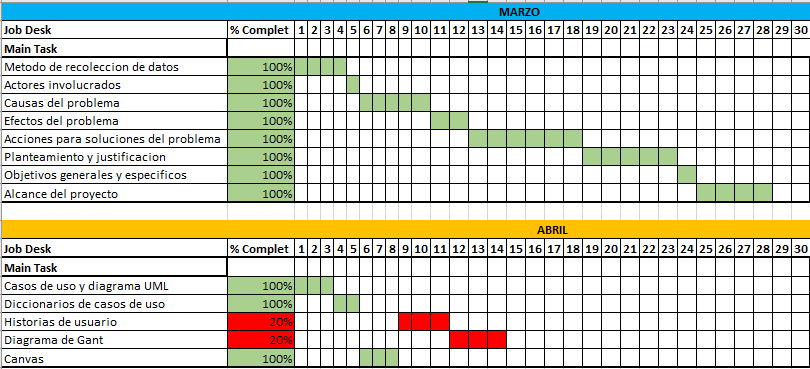 MARZO
Job Desk % Complet 1 2 3 4 5 6 7 8 9 10 11 12 13 14 15 16 17 18 19 20 21 22 23 24 25 26 27 28 29 30
Main Task
Metodo de recoleccion de datos 100%
Actores involucrados 100%
Causas del problema 100%
Efectos del problema 100%
Acciones para soluciones del problema 100%
Planteamiento y justificacion 100%
Objetivos generales y especificos 100%
Alcance del proyecto 100%
ABRIL
Job Desk % Complet 1 2 3 4 5 6 7 8 9 10 11 12 13 14 15 16 17 18 19 20 21 22 23 24 25 26 27 28 29 30
Main Task
Casos de uso y diagrama UML 100%
Diccionarios de casos de uso 100%
Historias de usuario 20%
Diagrama de Gant 20%
Canvas 100%